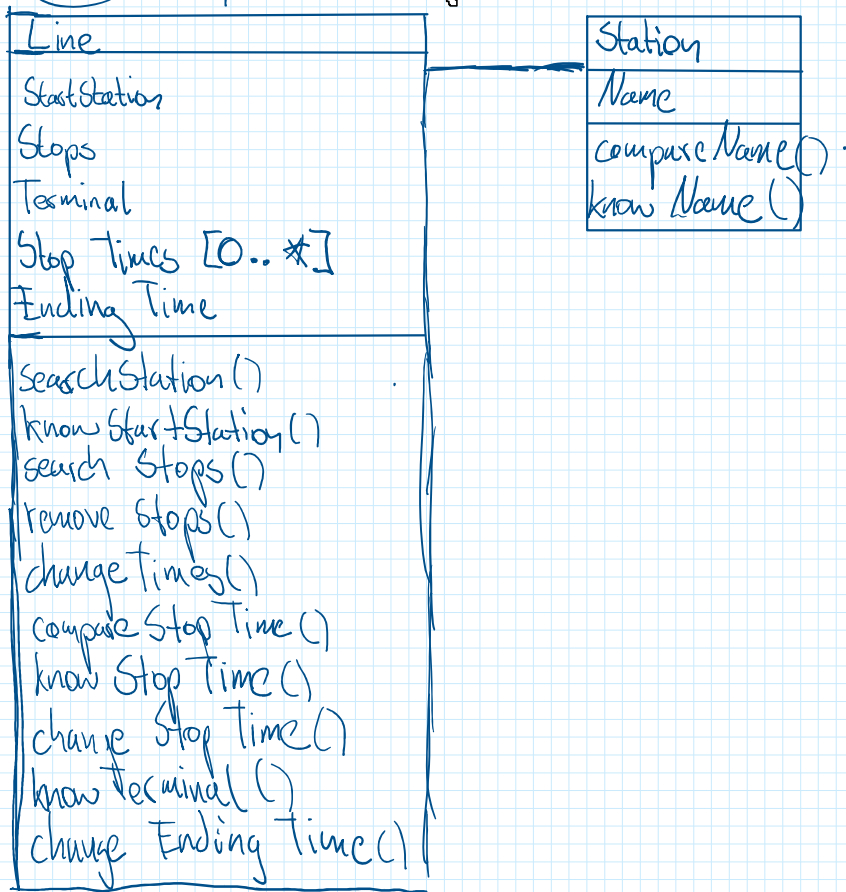 Line
StartStation
Stops
Terminal
Stop Times [0..*]
Ending Time
searchStation()
knowStartStation()
search Stops()
remove Stops()
changeTimes()
compareStop Time()
know Stop Time()
change Stop Time()
know Terminal()
change Ending Time()
Station
Name
compareName()
know Name()